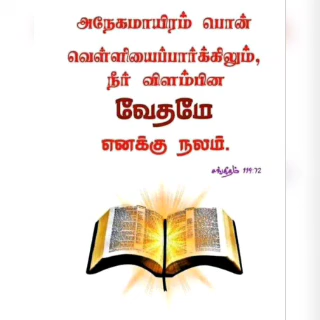 அநேகமாயிரம் பொன்
வெள்ளியைப்பார்க்கிலும்,
நீர் விளம்பின
வேதமே
எனக்கு நலம்.
சங்கீதம் 119:72